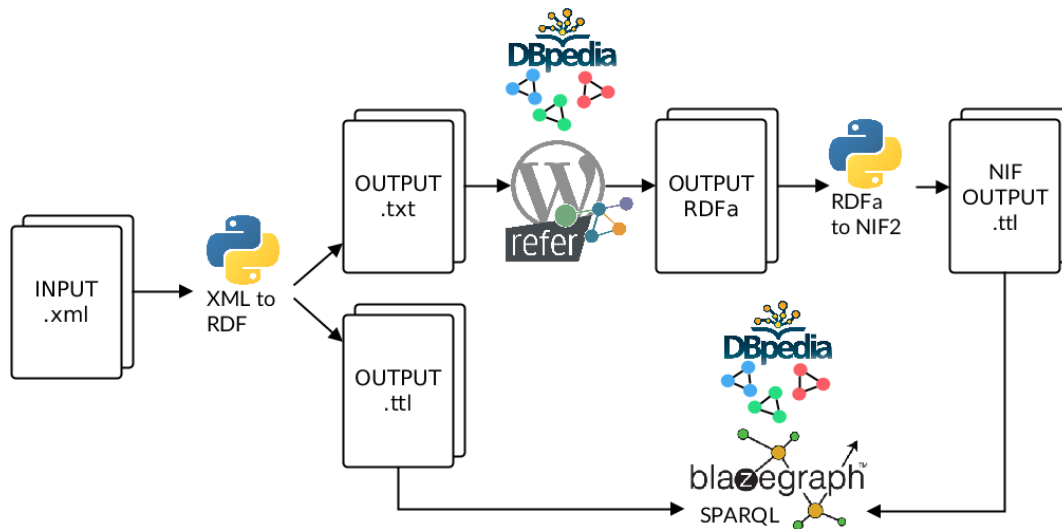 DBpedia
OUTPUT
.txt
OUTPUT
RDFa
NIF
OUTPUT
.ttl
RDFa
to NIF2
refer
INPUT
.xml
XML to
RDF
OUTPUT
.ttl
DBpedia
blazegraph™
SPARQL